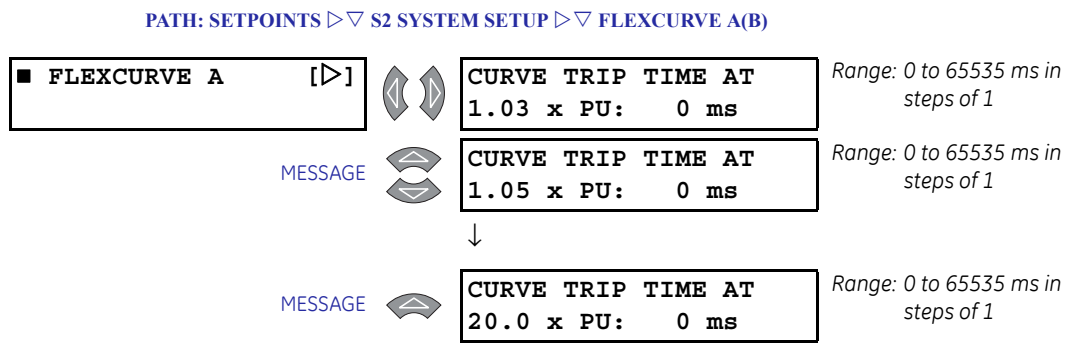 PATH: SETPOINTS ▷▽ S2 SYSTEM SETUP ▷▽ FLEXCURVE A(B)
■ FLEXCURVE A [▷]
CURVE TRIP TIME AT
1.03 x PU: 0 ms
Range: 0 to 65535 ms in
steps of 1
MESSAGE
CURVE TRIP TIME AT
1.05 x PU: 0 ms
Range: 0 to 65535 ms in
steps of 1
↓
MESSAGE
CURVE TRIP TIME AT
20.0 x PU: 0 ms
Range: 0 to 65535 ms in
steps of 1